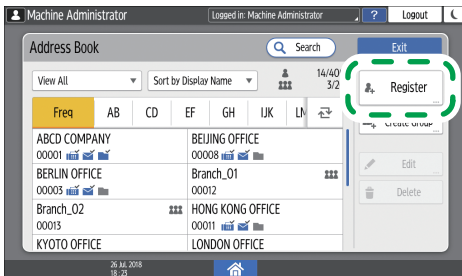 Machine Administrator
Logged in: Machine Administrator
?
Logout
Address Book
Search
Exit
View All
Sort by Display Name
14/40
3/2
Register
Freq AB CD EF GH IJK
Create Group
ABCD COMPANY
00001
BEIJING OFFICE
00008
BERLIN OFFICE
00003
Branch_01
00012
Edit
Delete
Branch_02
00013
HONG KONG OFFICE
00011
KYOTO OFFICE
LONDON OFFICE
26 Jul. 2018
18:23